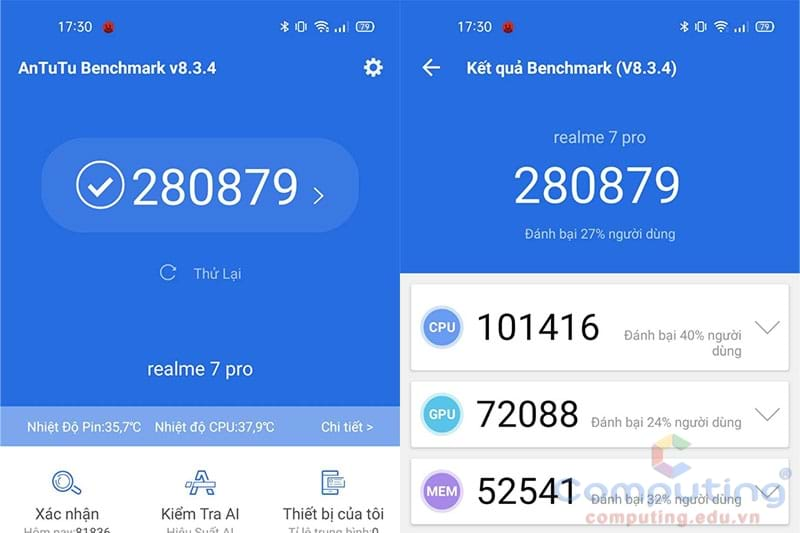 17:30
79
AnTuTu Benchmark v8.3.4
280879
Thử Lại
realme 7 pro
Nhiệt Độ Pin:35,7℃ Nhiệt độ CPU:37,9℃ Chi tiết >
Xác nhận Kiểm Tra AI Thiết bị của tôi
Hôm nay:81836 Hiệu Suất AI Tỉ lệ trung bình:0
17:30
79
Kết quả Benchmark (V8.3.4)
realme 7 pro
280879
Đánh bại 27% người dùng
CPU 101416 Đánh bại 40% người
dùng
GPU 72088 Đánh bại 24% người dùng
MEM 52541 Đánh bại 32% người dùng
Computing
computing.edu.vn